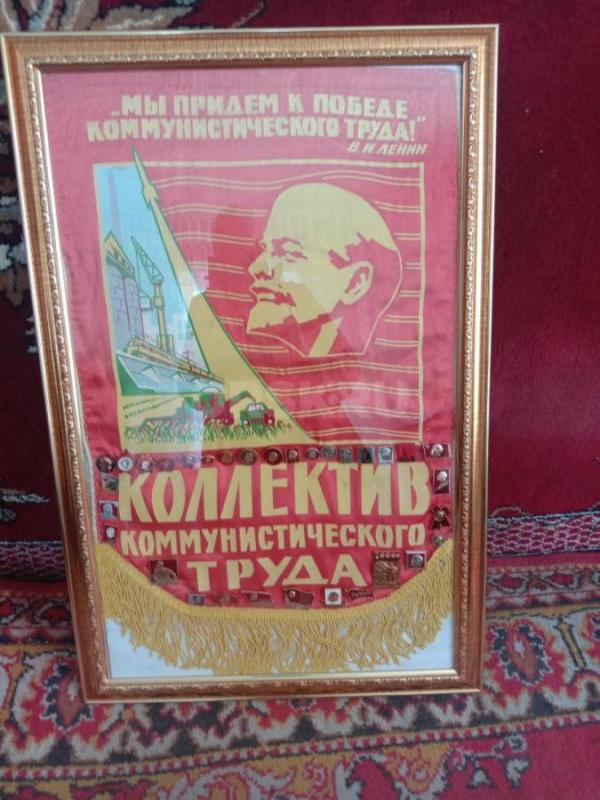 „МЫ ПРИДЕМ К ПОБЕДЕ
КОММУНИСТИЧЕСКОГО ТРУДА!"
В.И.ЛЕНИН
КОЛЛЕКТИВ
КОММУНИСТИЧЕСКОГО
ТРУДА